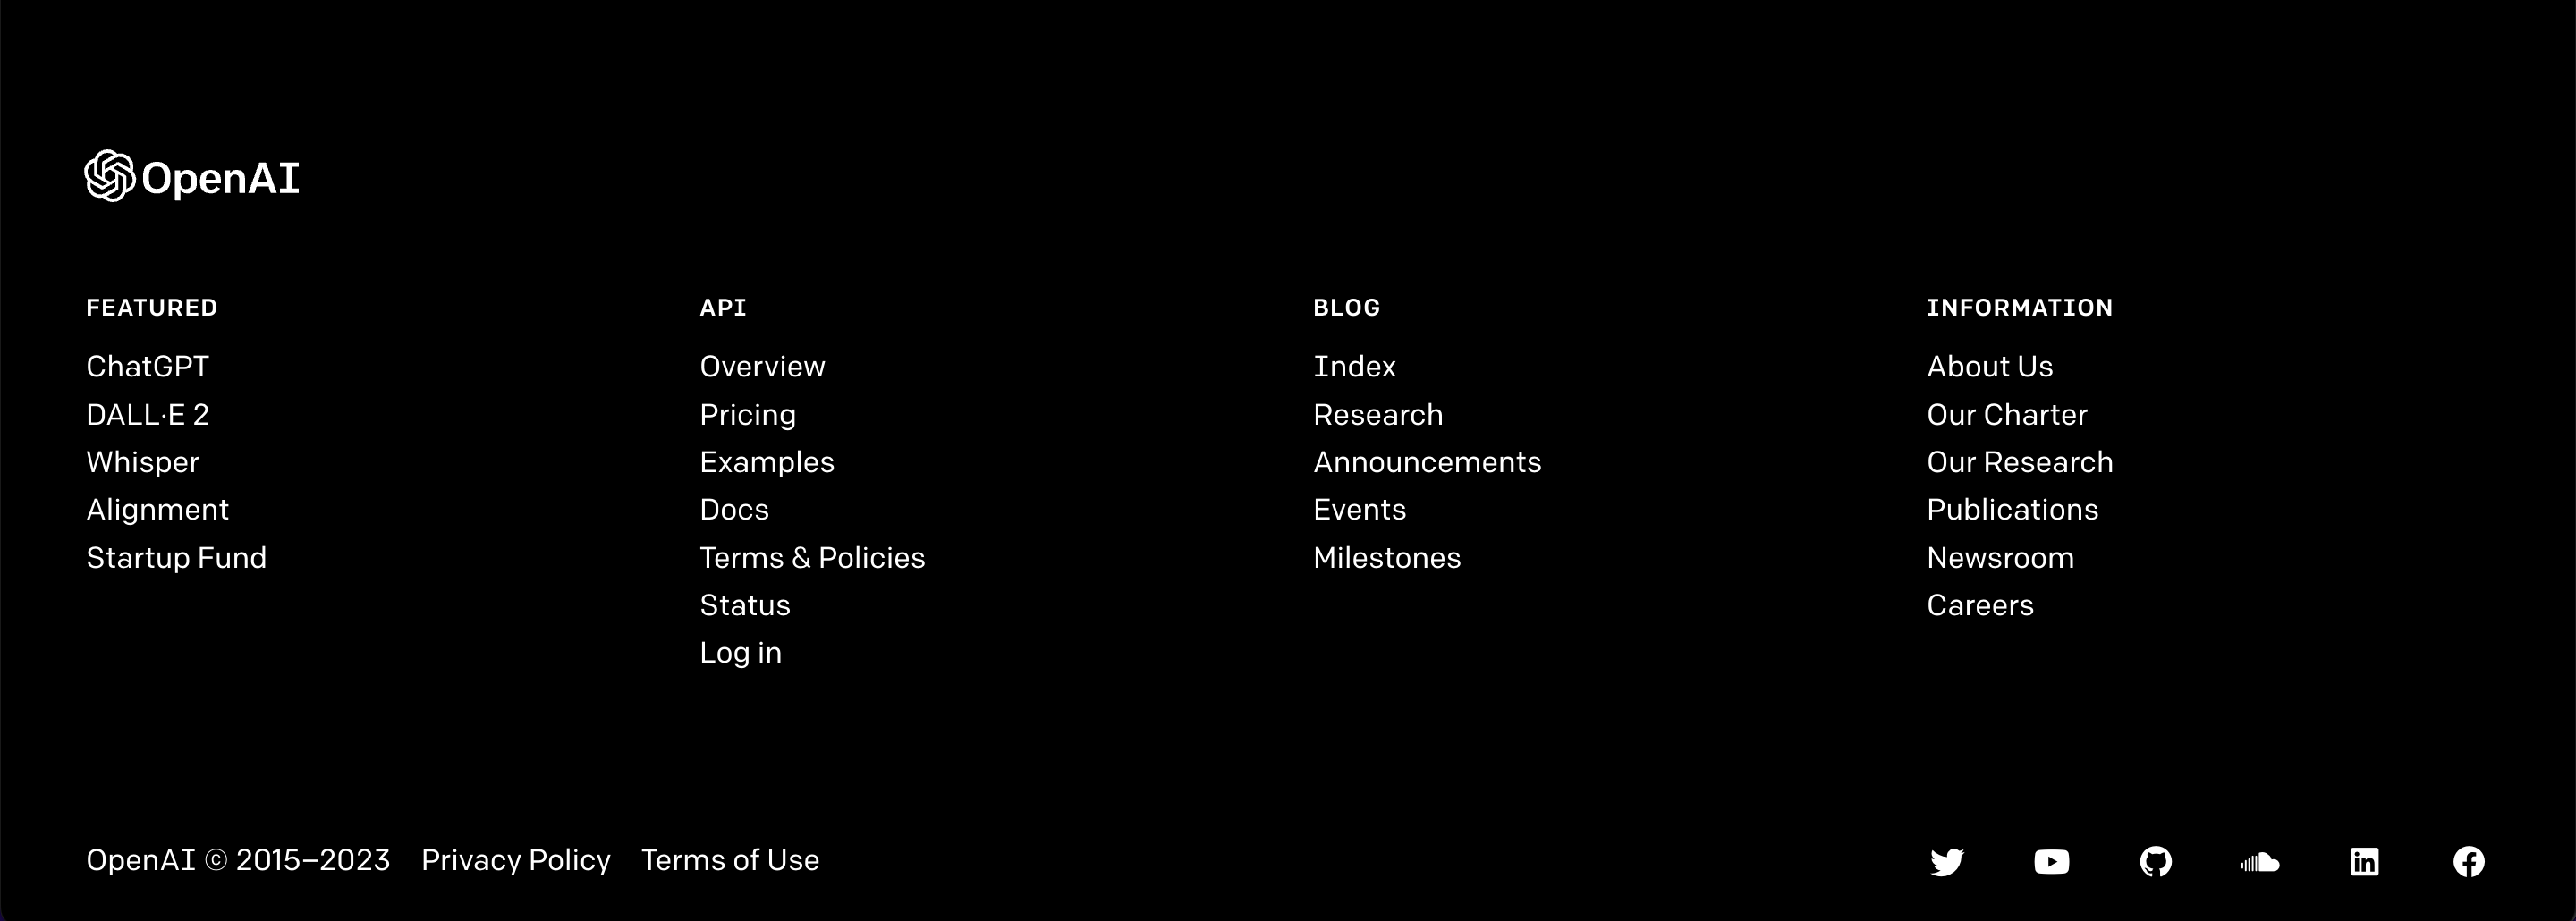 OpenAI
FEATURED
ChatGPT
DALL·E 2
Whisper
Alignment
Startup Fund
API
Overview
Pricing
Examples
Docs
Terms & Policies
Status
Log in
BLOG
Index
Research
Announcements
Events
Milestones
INFORMATION
About Us
Our Charter
Our Research
Publications
Newsroom
Careers
OpenAI © 2015–2023 Privacy Policy Terms of Use
in